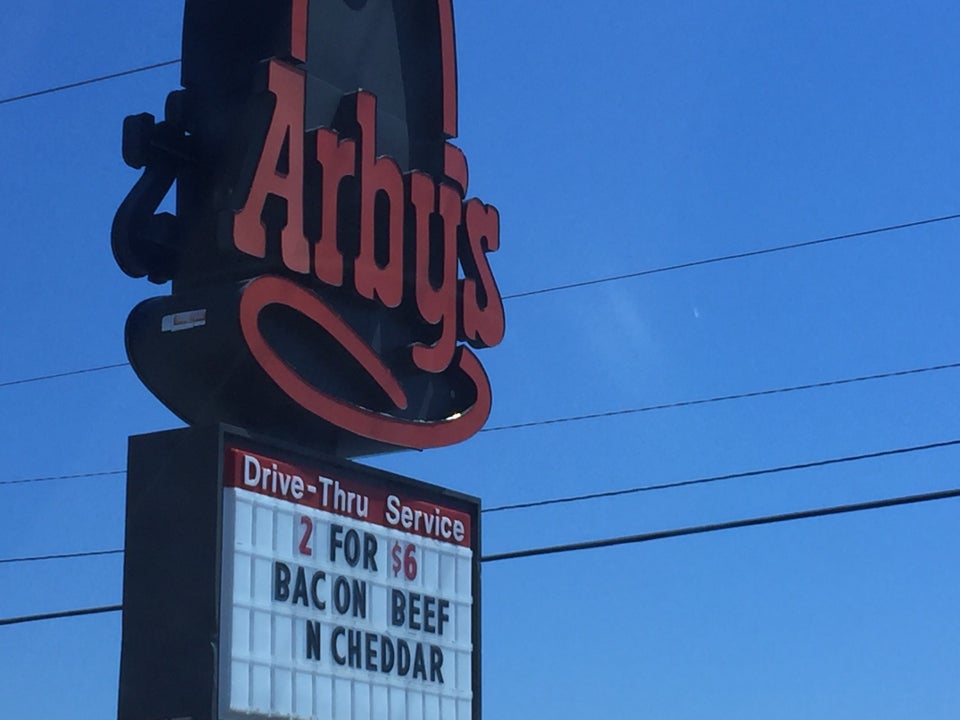 Arby's
Drive-Thru Service
2 FOR $6
BACON BEEF
N CHEDDAR